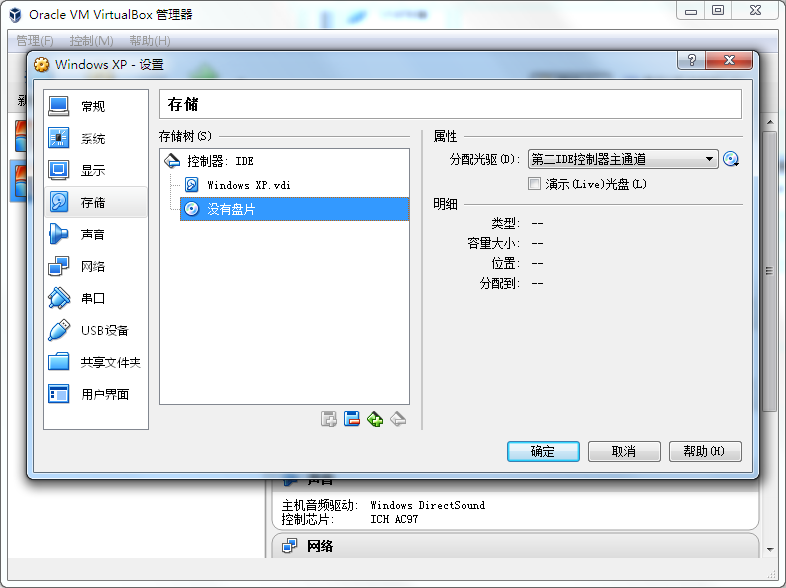 Oracle VM VirtualBox 管理器
管理(F) 控制(M) 帮助(H)
Windows XP - 设置
常规
系统
显示
存储
声音
网络
串口
USB设备
共享文件夹
用户界面
存储
存储树(S)
控制器: IDE
Windows XP.vdi
没有盘片
属性
分配光驱(D): 第二IDE控制器主通道
演示(Live)光盘(L)
明细
类型: --
容量大小: --
位置: --
分配到: --
确定 取消 帮助(H)
声音
主机音频驱动: Windows DirectSound
控制芯片: ICH AC97
网络